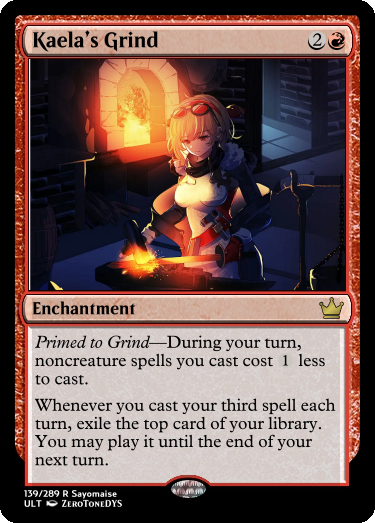 Kaela's Grind 2
Enchantment
Primed to Grind—During your turn,
noncreature spells you cast cost 1 less
to cast.
Whenever you cast your third spell each
turn, exile the top card of your library.
You may play it until the end of your
next turn.
139/289 R Sayomaise
ULT ZeroToneDYS